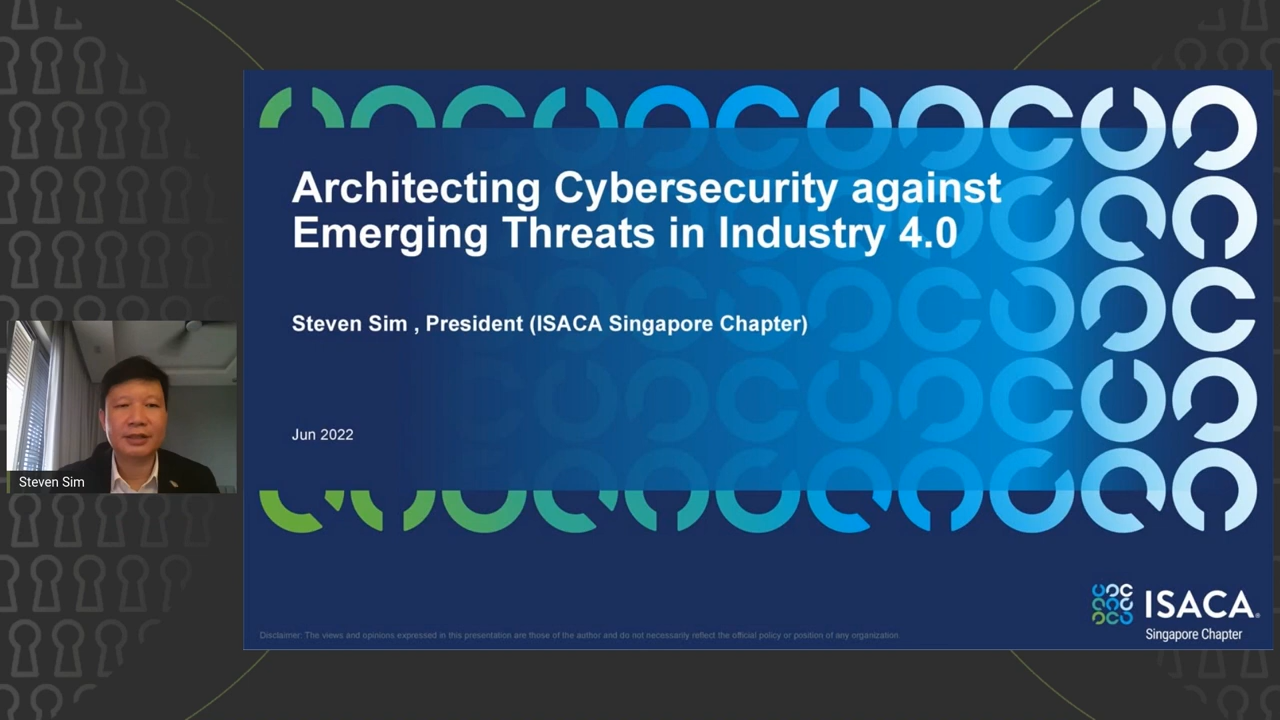 Architecting Cybersecurity against
Emerging Threats in Industry 4.0
Steven Sim , President (ISACA Singapore Chapter)
Jun 2022
Steven Sim
ISACA®
Singapore Chapter
Disclaimer: The views and opinions expressed in this presentation are those of the author and do not necessarily reflect the official policy or position of any organization.